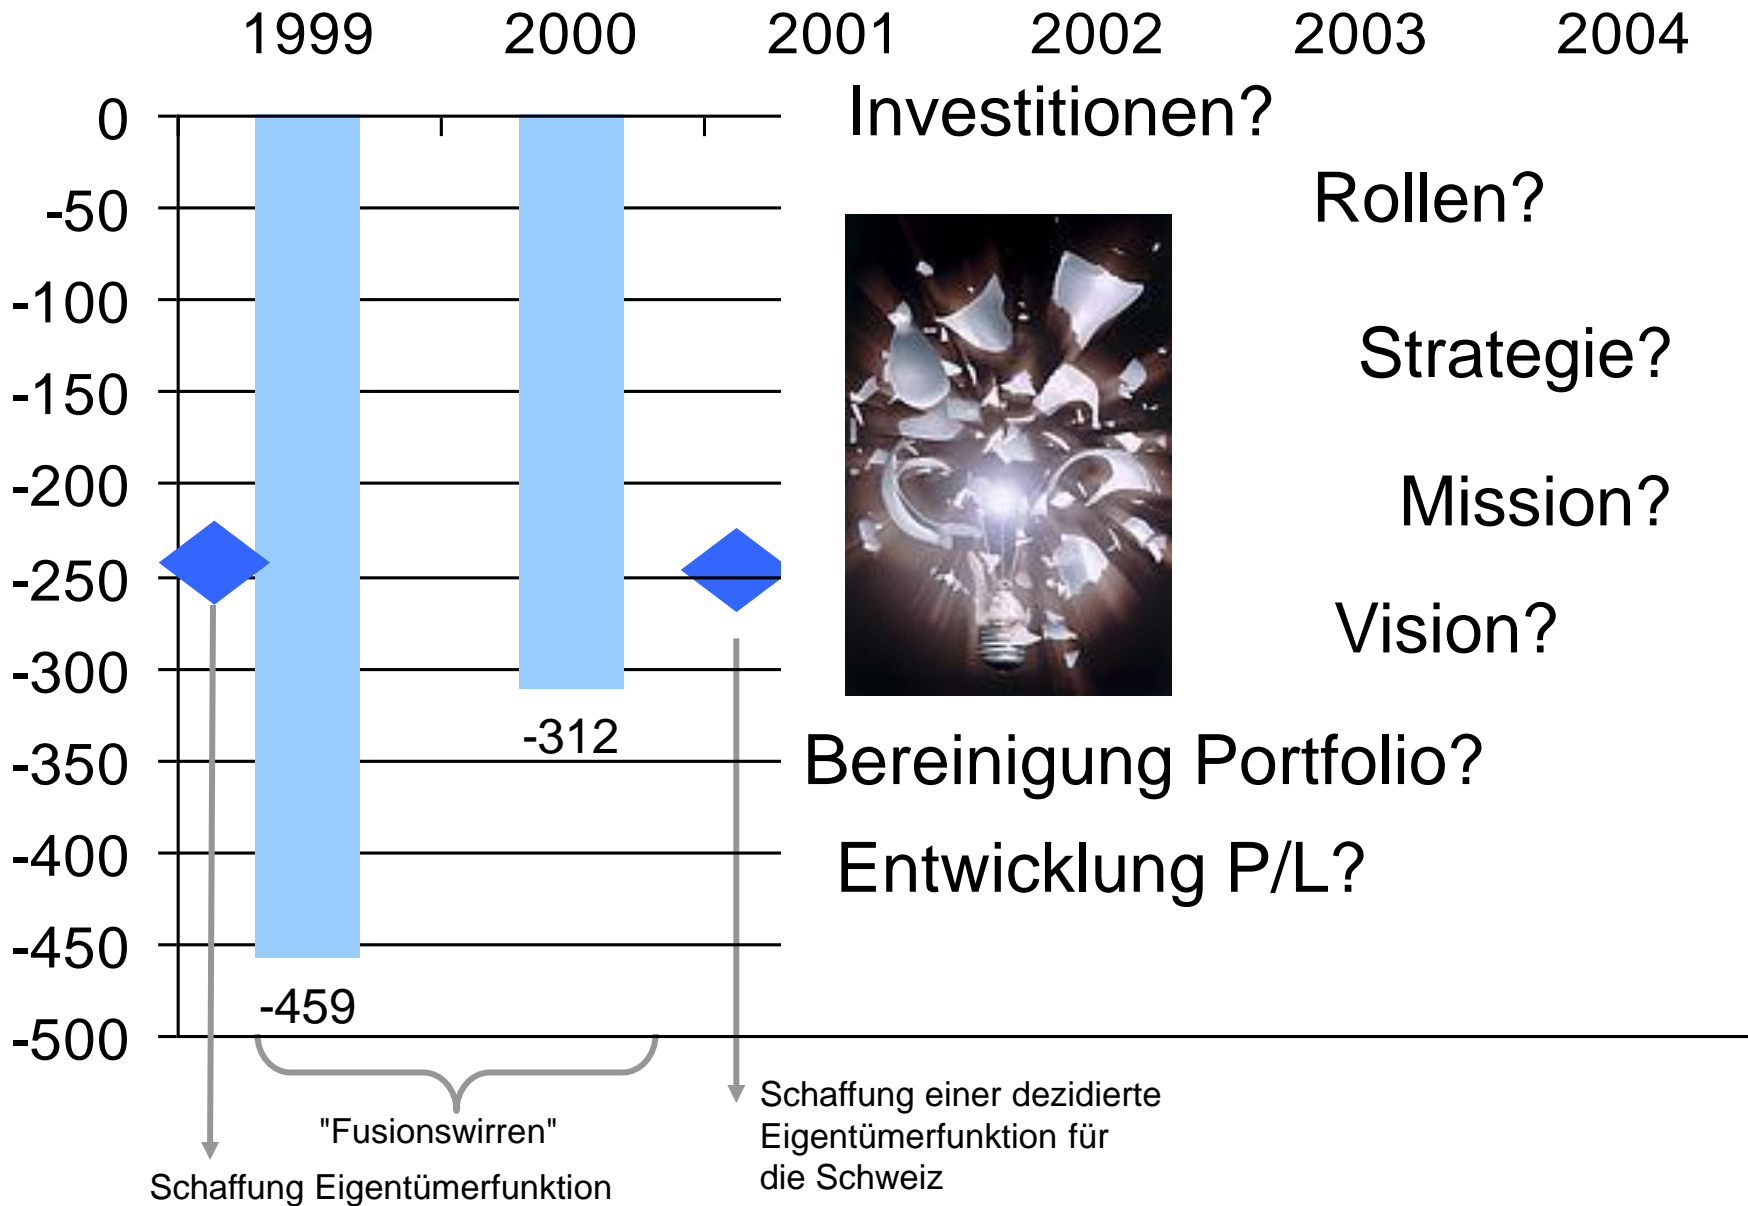 1999 2000 2001 2002 2003 2004
0
-50
-100
-150
-200
-250
-300
-350
-400
-450
-500
-459
-312
Investitionen?
Rollen?
Strategie?
Mission?
Vision?
Bereinigung Portfolio?
Entwicklung P/L?
"Fusionswirren"
Schaffung Eigentümerfunktion
Schaffung einer dezidierte
Eigentümerfunktion für
die Schweiz